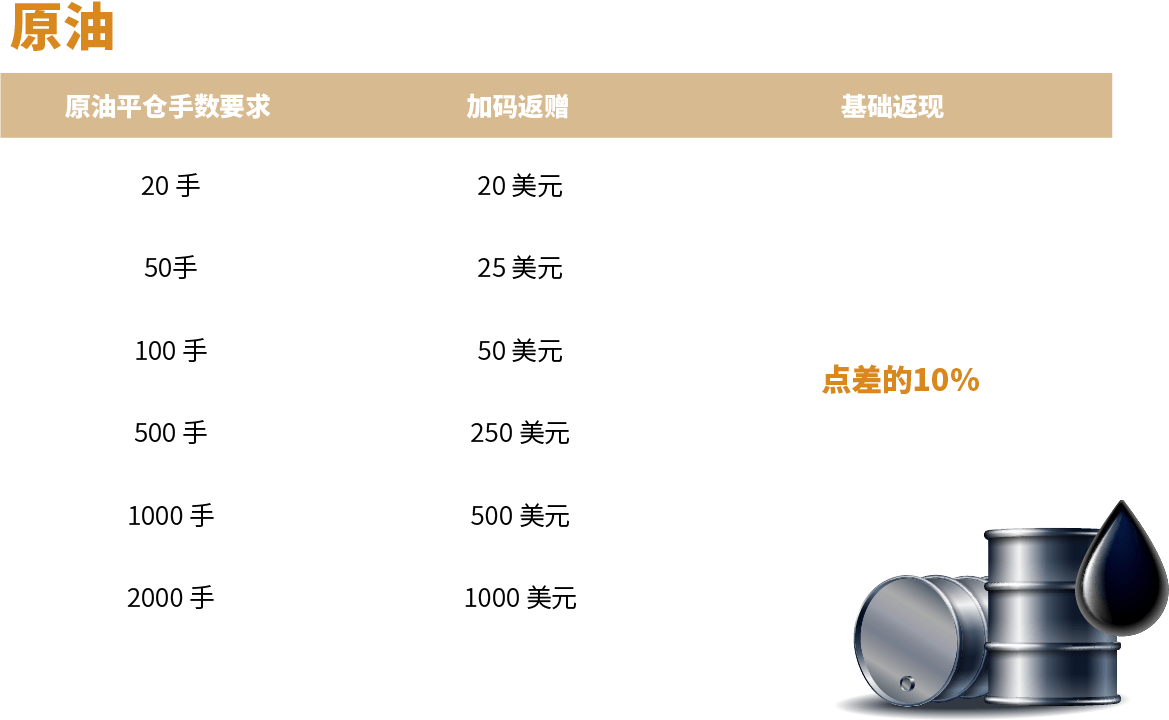 原油
原油平仓手数要求 加码返赠 基础返现
20 手 20 美元
50手 25 美元
100 手 50 美元
点差的10%
500 手 250 美元
1000 手 500 美元
2000 手 1000 美元